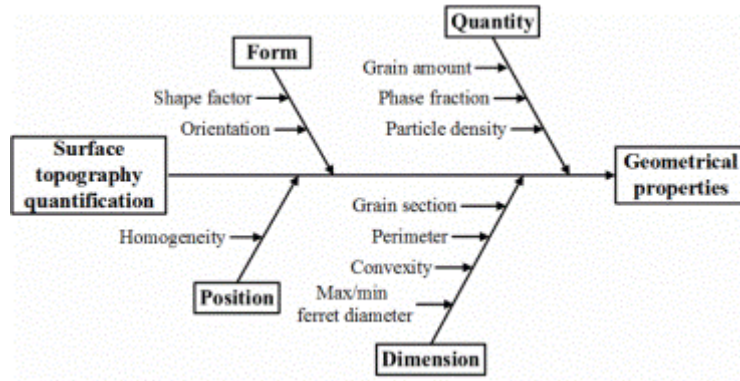 Quantity
Form
Grain amount
Shape factor
Phase fraction
Orientation
Particle density
Surface
topography
quantification
Geometrical
properties
Grain section
Homogeneity
Perimeter
Convexity
Position
Max/min
ferret diameter
Dimension